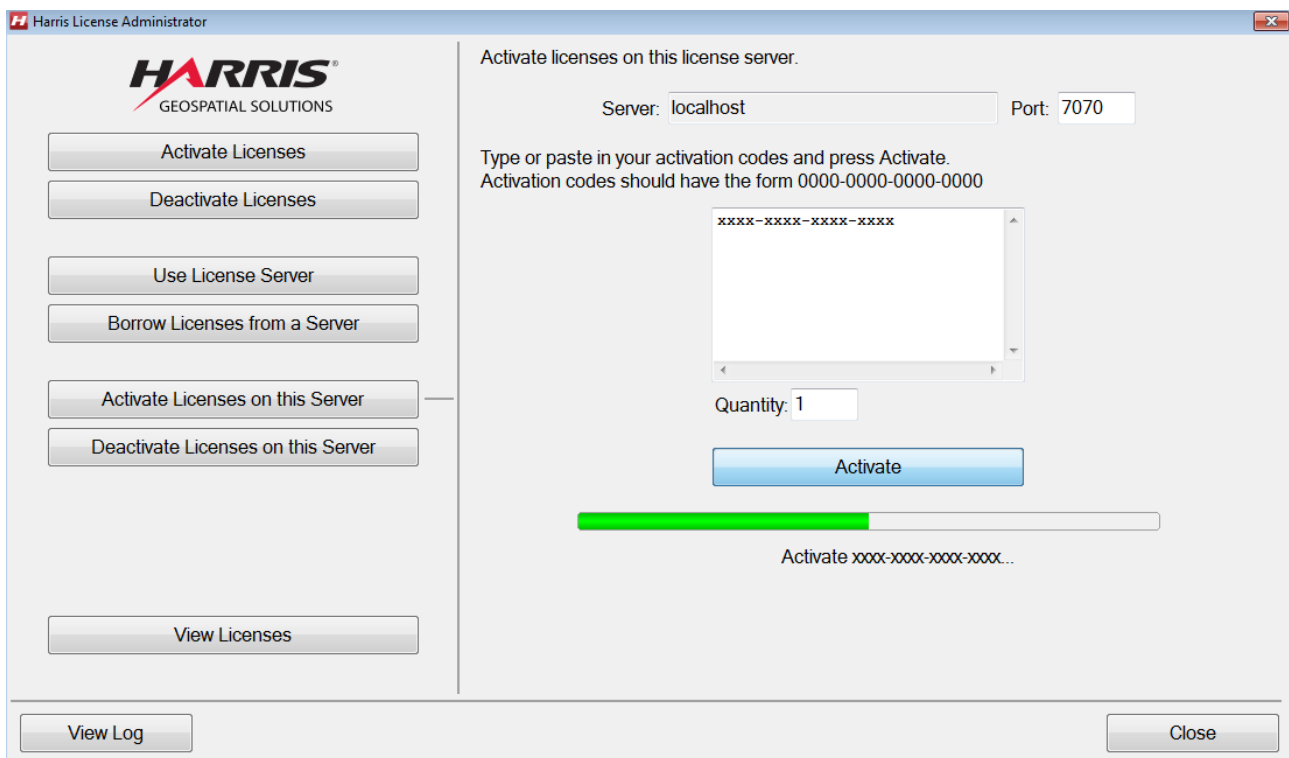 Harris License Administrator
HARRIS®
GEOSPATIAL SOLUTIONS
Activate Licenses
Deactivate Licenses
Use License Server
Borrow Licenses from a Server
Activate Licenses on this Server
Deactivate Licenses on this Server
View Licenses
Activate licenses on this license server.
Server: localhost Port: 7070
Type or paste in your activation codes and press Activate.
Activation codes should have the form 0000-0000-0000-0000
xxxx-xxxx-xxxx-xxxx
Quantity: 1
Activate
Activate xxxx-xxxx-xxxx-xxxx...
View Log
Close